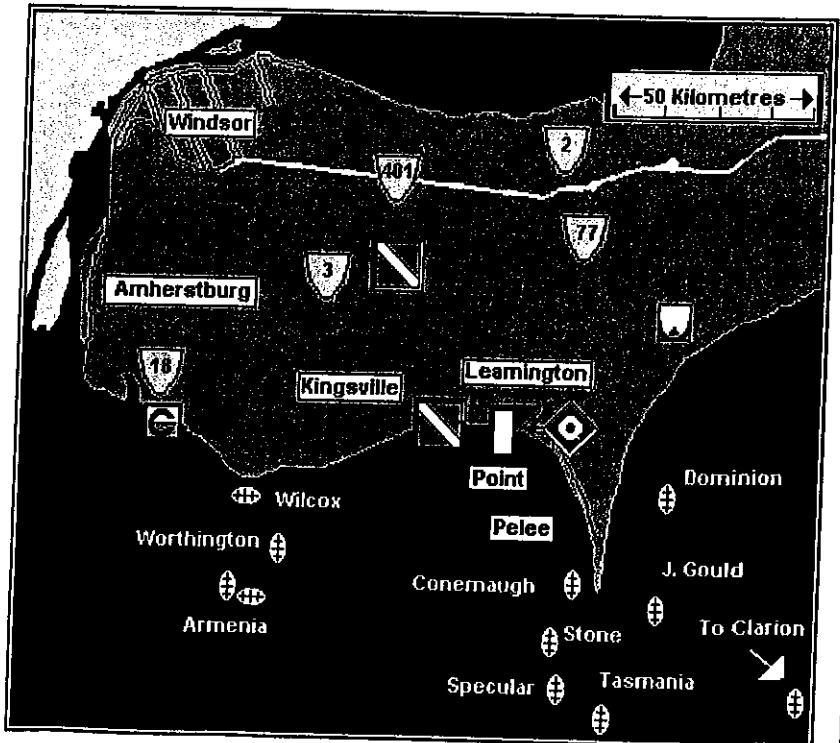 50 Kilometres
Windsor
2
401
77
3
Amherstburg
18
Kingsville
Leamington
Point
Pelee
Dominion
Wilcox
Worthington
Conemaugh
J. Gould
Armenia
Stone
To Clarion
Specular
Tasmania